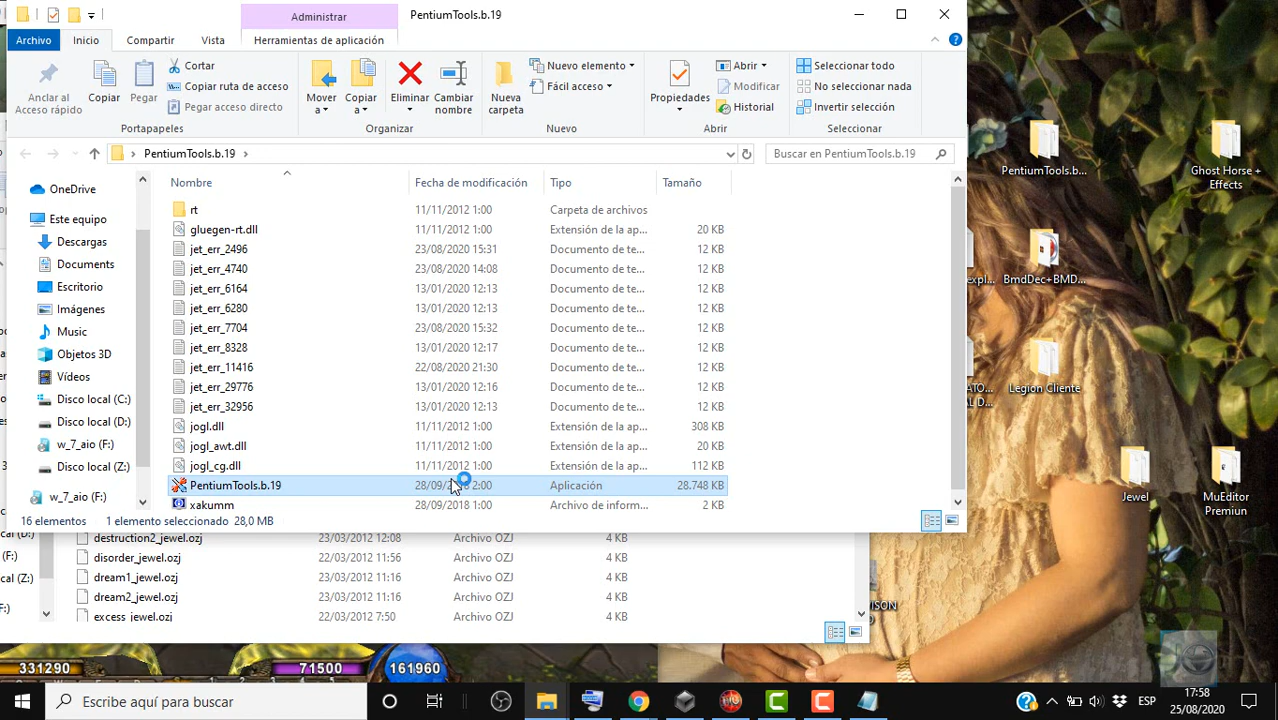 Administrar
PentiumTools.b.19
Archivo
Inicio
Compartir
Vista
Herramientas de aplicación
Anclar al
Acceso rápido
Copiar
Pegar
Cortar
Copiar ruta de acceso
Pegar acceso directo
Portapapeles
Mover
a
Copiar
a
Eliminar
Cambiar
nombre
Organizar
Nueva
carpeta
Nuevo elemento
Fácil acceso
Nuevo
Propiedades
Abrir
Modificar
Historial
Abrir
Seleccionar todo
No seleccionar nada
Invertir selección
Seleccionar
PentiumTools.b.19
Buscar en PentiumTools.b.19
Nombre
Fecha de modificación
Tipo
Tamaño
OneDrive
Este equipo
Descargas
Documents
Escritorio
Imágenes
Music
Objetos 3D
Vídeos
Disco local (C:)
Disco local (D:)
w_7_aio (F:)
Disco local (Z:)
w_7_aio (F:)
rt 11/11/2012 1:00 Carpeta de archivos
gluegen-rt.dll 11/11/2012 1:00 Extensión de la ap... 20 KB
jet_err_2496 23/08/2020 15:31 Documento de te... 12 KB
jet_err_4740 23/08/2020 14:08 Documento de te... 12 KB
jet_err_6164 13/01/2020 12:13 Documento de te... 12 KB
jet_err_6280 13/01/2020 12:13 Documento de te... 12 KB
jet_err_7704 23/08/2020 15:32 Documento de te... 12 KB
jet_err_8328 13/01/2020 12:17 Documento de te... 12 KB
jet_err_11416 22/08/2020 21:30 Documento de te... 12 KB
jet_err_29776 13/01/2020 12:16 Documento de te... 12 KB
jet_err_32956 13/01/2020 12:13 Documento de te... 12 KB
jogl.dll 11/11/2012 1:00 Extensión de la ap... 308 KB
jogl_awt.dll 11/11/2012 1:00 Extensión de la ap... 20 KB
jogl_cg.dll 11/11/2012 1:00 Extensión de la ap... 112 KB
PentiumTools.b.19 28/09/ 2:00 Aplicación 28.748 KB
xakumm 28/09/2018 1:00 Archivo de inform... 2 KB
16 elementos
1 elemento seleccionado 28,0 MB
(F:)
cal (Z:)
destruction2_jewel.ozj 23/03/2012 12:08 Archivo OZJ 4 KB
disorder_jewel.ozj 22/03/2012 11:56 Archivo OZJ 4 KB
dream1_jewel.ozj 23/03/2012 11:16 Archivo OZJ 4 KB
dream2_jewel.ozj 23/03/2012 11:16 Archivo OZJ 4 KB
excess_jewel.ozj 22/03/2012 7:50 Archivo OZJ 4 KB
PentiumTools.b...
Ghost Horse +
Effects
BmdDec+BMD...
Legion Cliente
Jewel
MuEditor
Premiun
331290
71500
161960
Escribe aquí para buscar
ESP
17:58
25/08/2020